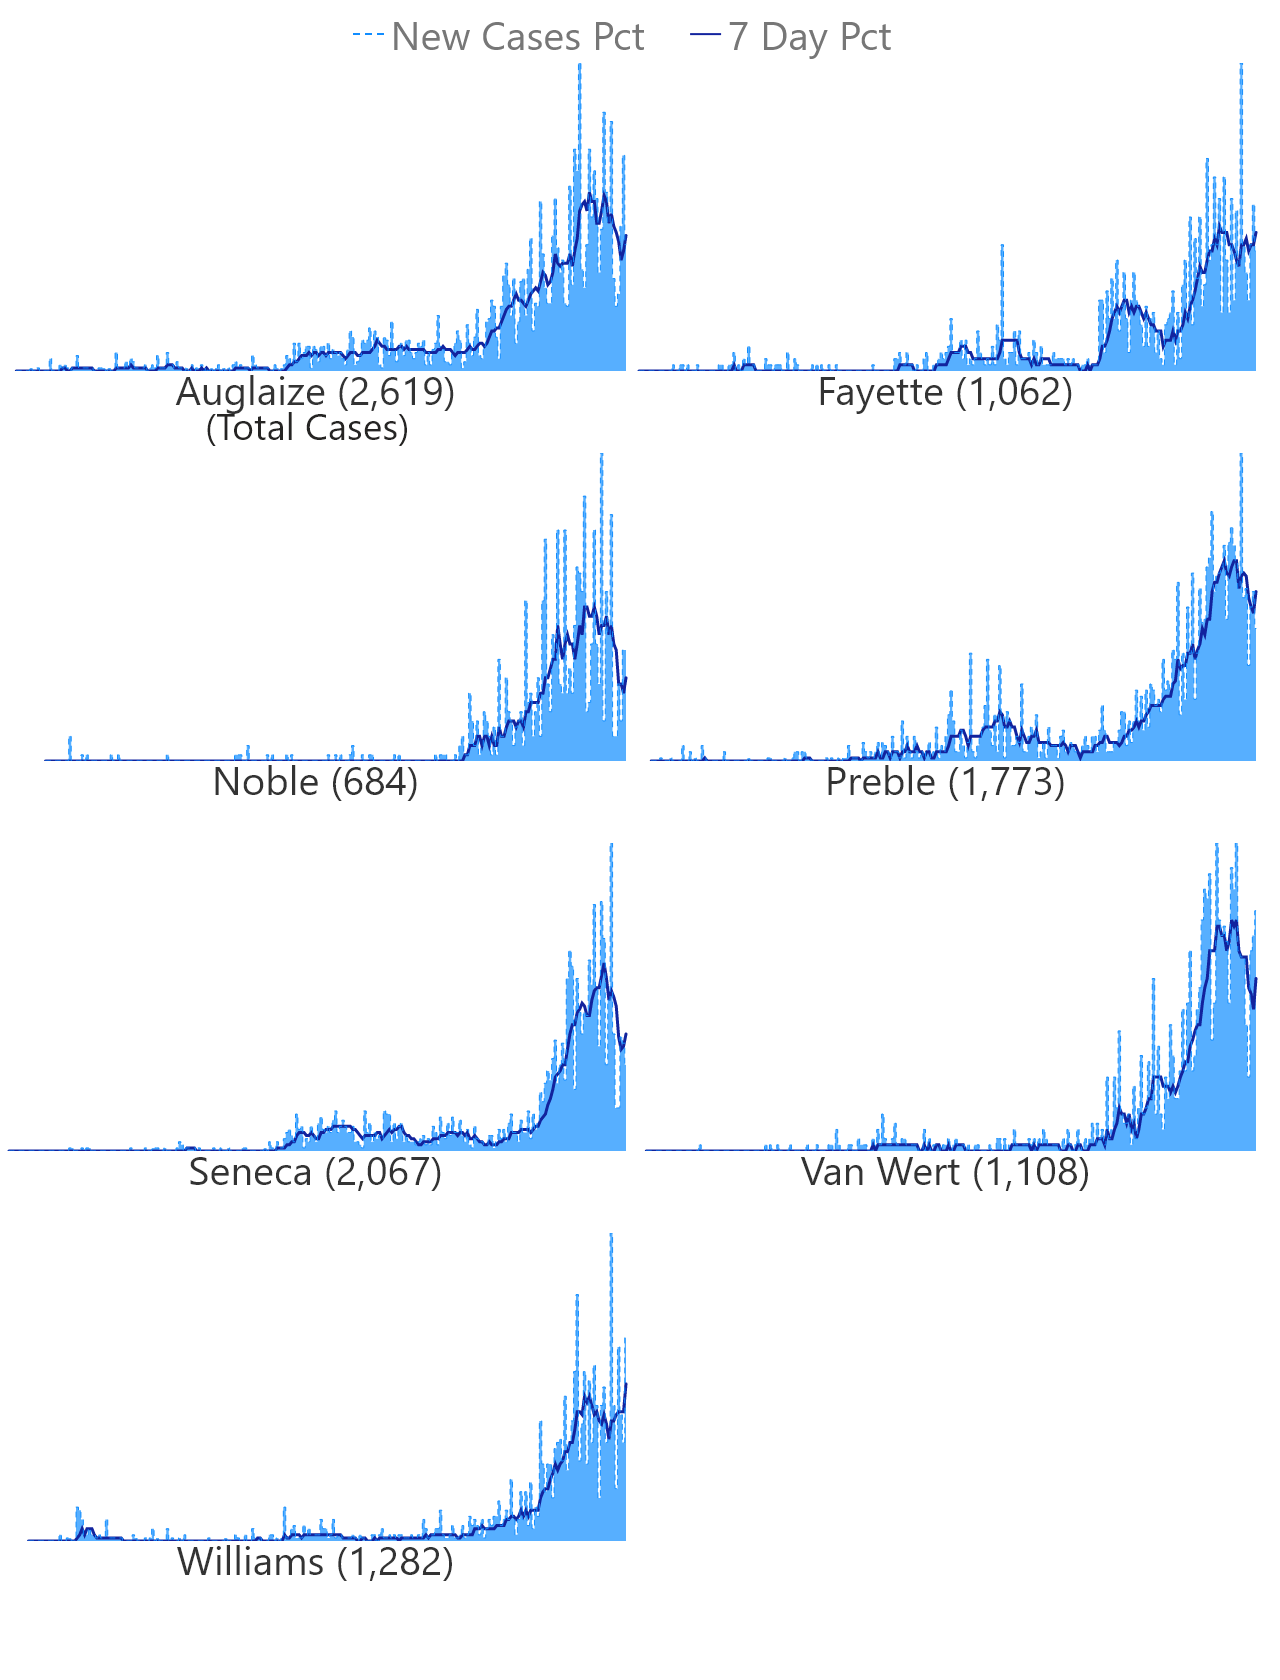 New Cases Pct 7 Day Pct
Auglaize (2,619) Fayette (1,062)
(Total Cases)
Noble (684) Preble (1,773)
Seneca (2,067) Van Wert (1,108)
Williams (1,282)